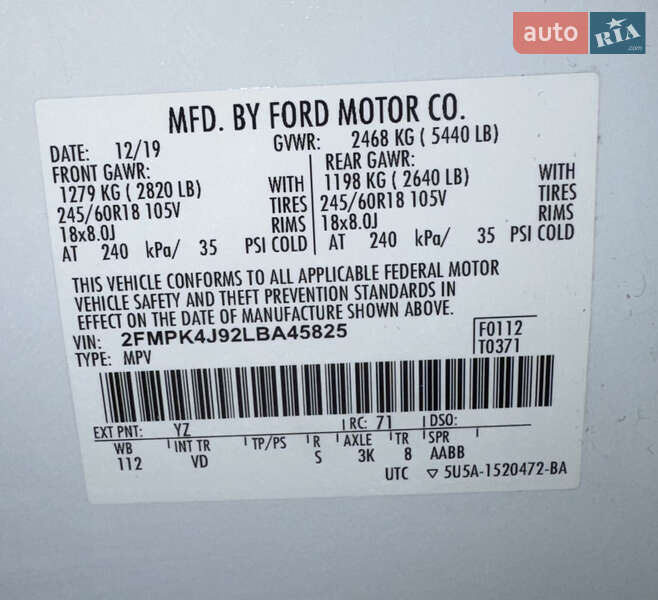 auto RIA.com
MFD. BY FORD MOTOR CO.
DATE: 12/19 GVWR: 2468 KG ( 5440 LB)
FRONT GAWR: REAR GAWR:
1279 KG ( 2820 LB) WITH 1198 KG ( 2640 LB) WITH
245/60R18 105V TIRES 245/60R18 105V TIRES
18x8.0J RIMS 18x8.0J RIMS
AT 240 kPa/ 35 PSI COLD AT 240 kPa/ 35 PSI COLD
THIS VEHICLE CONFORMS TO ALL APPLICABLE FEDERAL MOTOR
VEHICLE SAFETY AND THEFT PREVENTION STANDARDS IN
EFFECT ON THE DATE OF MANUFACTURE SHOWN ABOVE.
VIN: 2FMPK4J92LBA45825 F0112
TYPE: MPV T0371
EXT PNT: YZ RC: 71 DSO:
WB INT TR TP/PS R AXLE TR SPR
112 VD S 3K 8 AABB
UTC ▽ 5U5A-1520472-BA